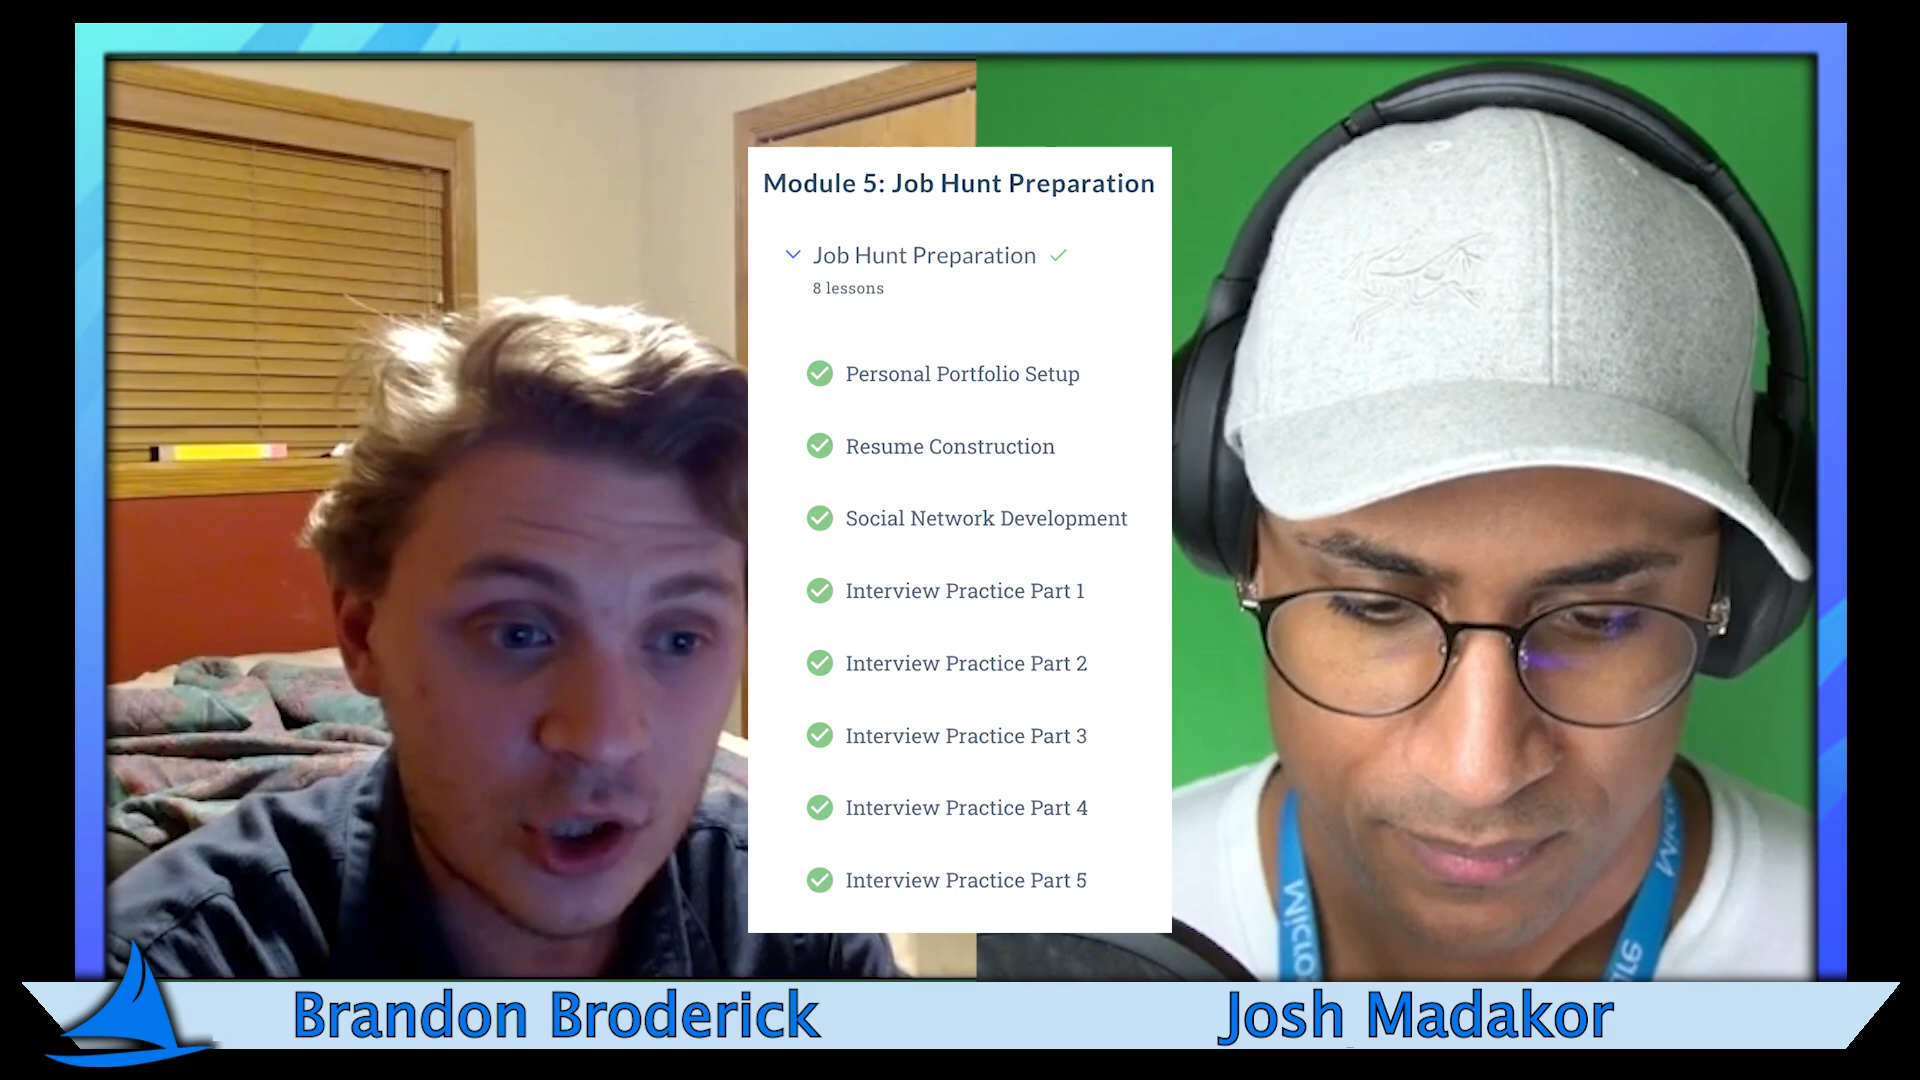 Module 5: Job Hunt Preparation
Job Hunt Preparation
8 lessons
Personal Portfolio Setup
Resume Construction
Social Network Development
Interview Practice Part 1
Interview Practice Part 2
Interview Practice Part 3
Interview Practice Part 4
Interview Practice Part 5
Brandon Broderick
Josh Madakor